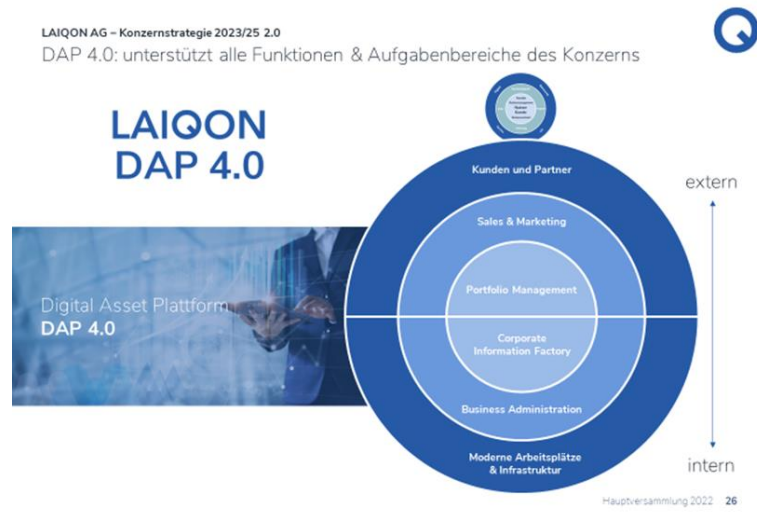 LAIQON AG – Konzernstrategie 2023/25 2.0
DAP 4.0: unterstützt alle Funktionen & Aufgabenbereiche des Konzerns
LAIQON
DAP 4.0
Digital Asset Plattform
DAP 4.0
Kunden und Partner
Sales & Marketing
Portfolio Management
Corporate
Information Factory
Business Administration
Moderne Arbeitsplätze
& Infrastruktur
extern
intern
Hauptversammlung 2022 26